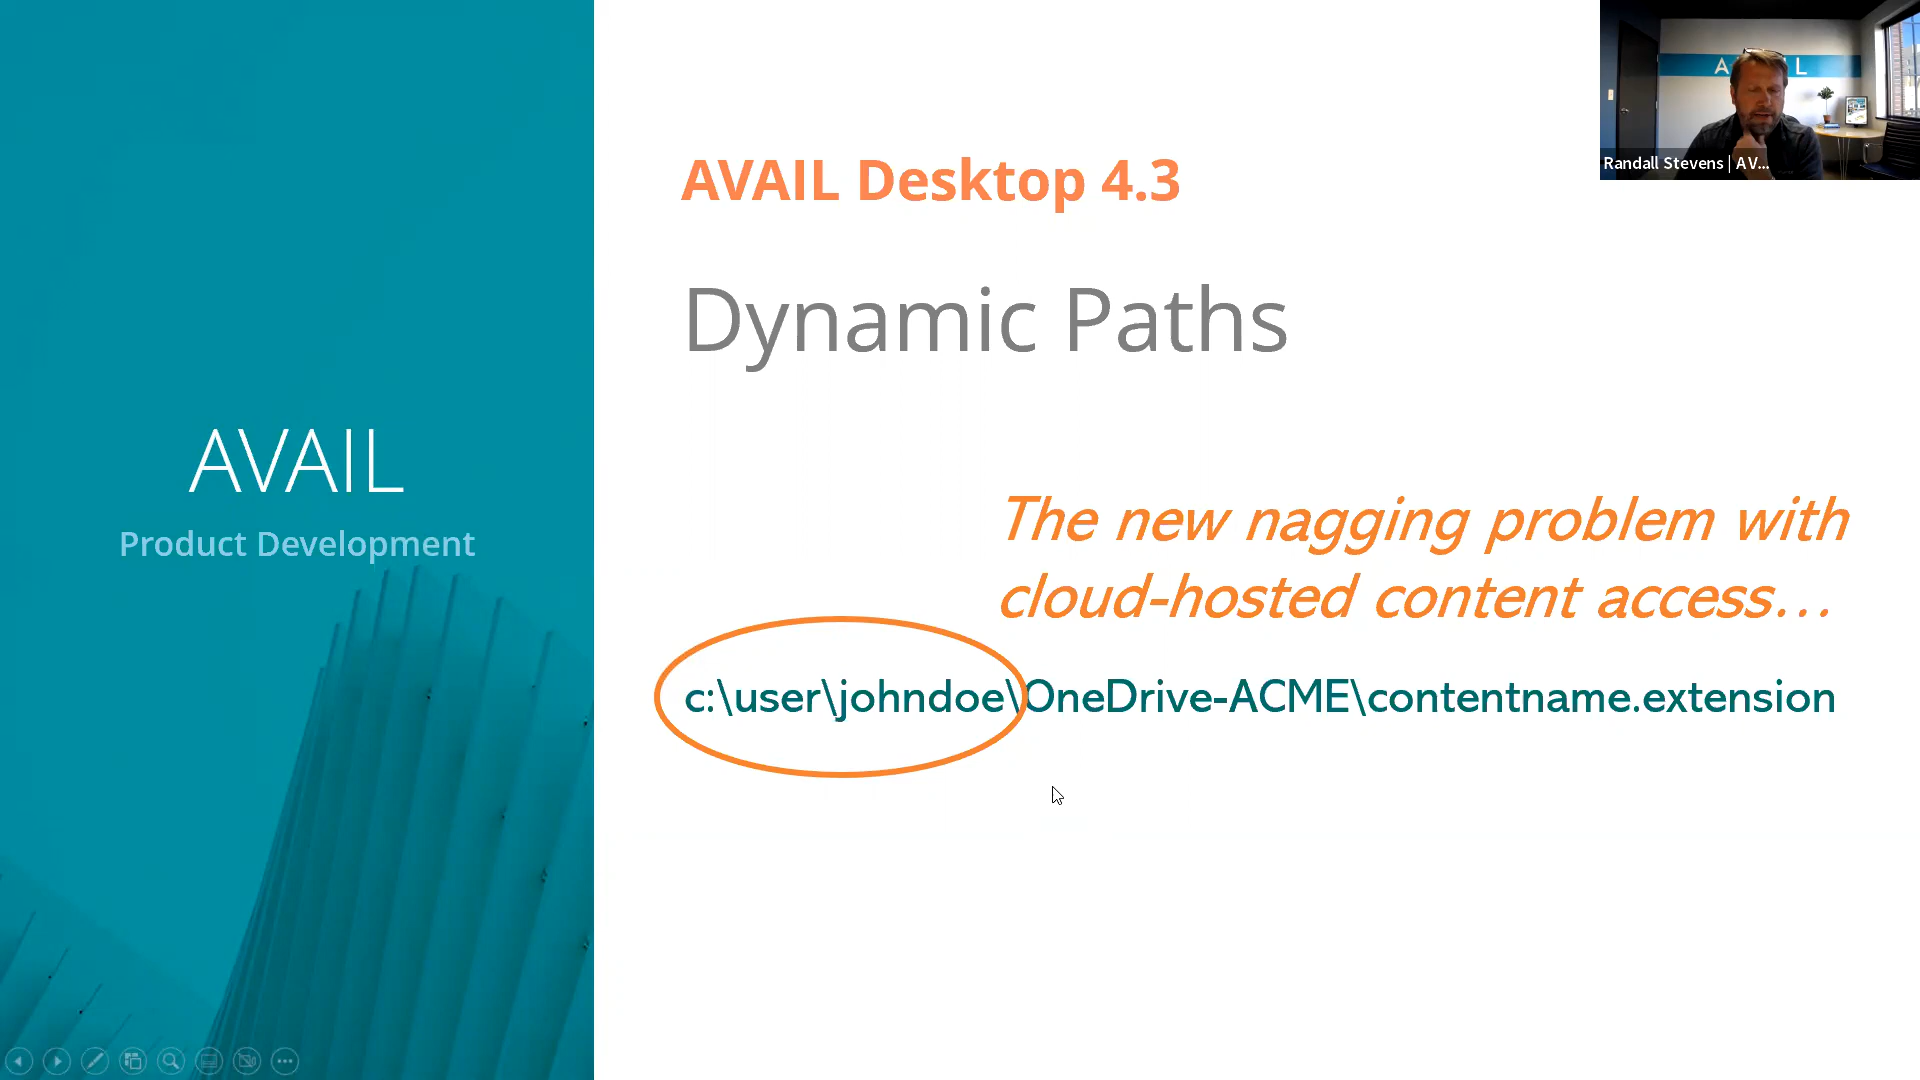 AVAIL
Product Development
AVAIL Desktop 4.3
Dynamic Paths
The new nagging problem with
cloud-hosted content access...
c:\user\johndoe\OneDrive-ACME\contentname.extension
A L
Randall Stevens | AV...